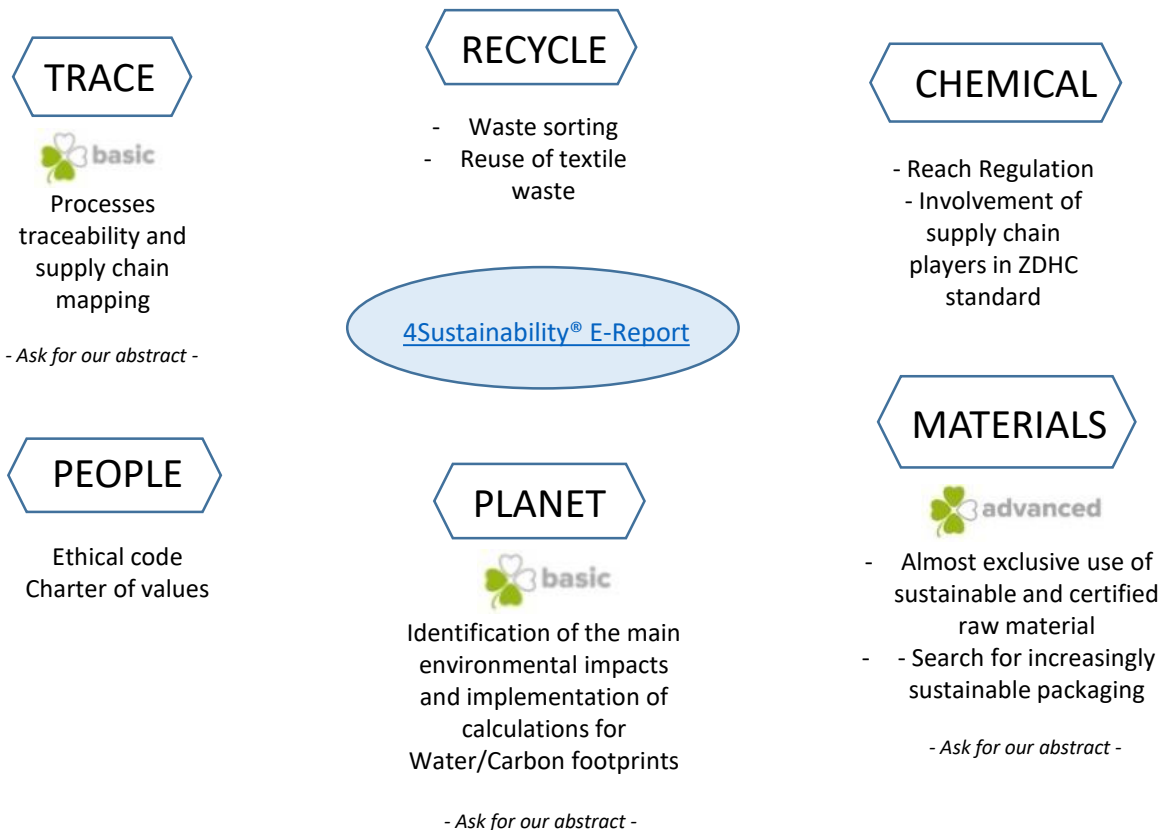 TRACE
basic
Processes
traceability and
supply chain
mapping
- Ask for our abstract -
RECYCLE
- Waste sorting
- Reuse of textile
waste
CHEMICAL
- Reach Regulation
- Involvement of
supply chain
players in ZDHC
standard
4Sustainability® E-Report
PEOPLE
Ethical code
Charter of values
PLANET
basic
Identification of the main
environmental impacts
and implementation of
calculations for
Water/Carbon footprints
- Ask for our abstract -
MATERIALS
advanced
- Almost exclusive use of
sustainable and certified
raw material
- - Search for increasingly
sustainable packaging
- Ask for our abstract -